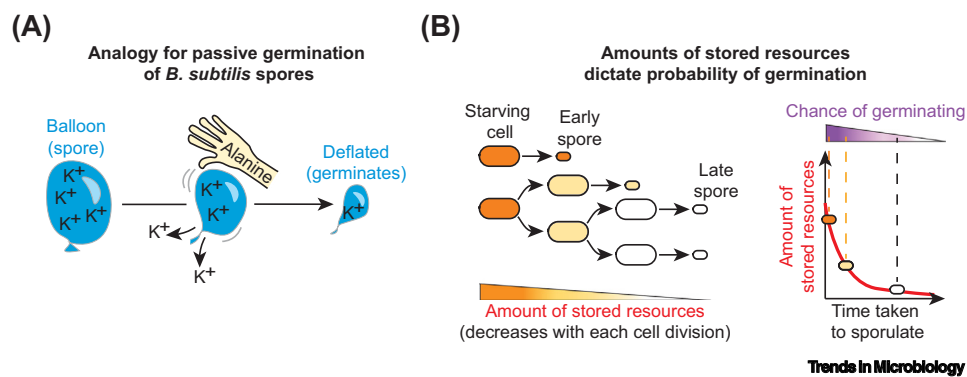 (A)
Analogy for passive germination
of B. subtilis spores
Balloon
(spore)
K+
K+
K+
K+
K+
Alanine
K+
K+
K+
K+
K+
Deflated
(germinates)
K+
(B)
Amounts of stored resources
dictate probability of germination
Starving
cell
Early
spore
Late
spore
Amount of stored resources
(decreases with each cell division)
Chance of germinating
Amount of
stored resources
Time taken
to sporulate
Trends in Microbiology